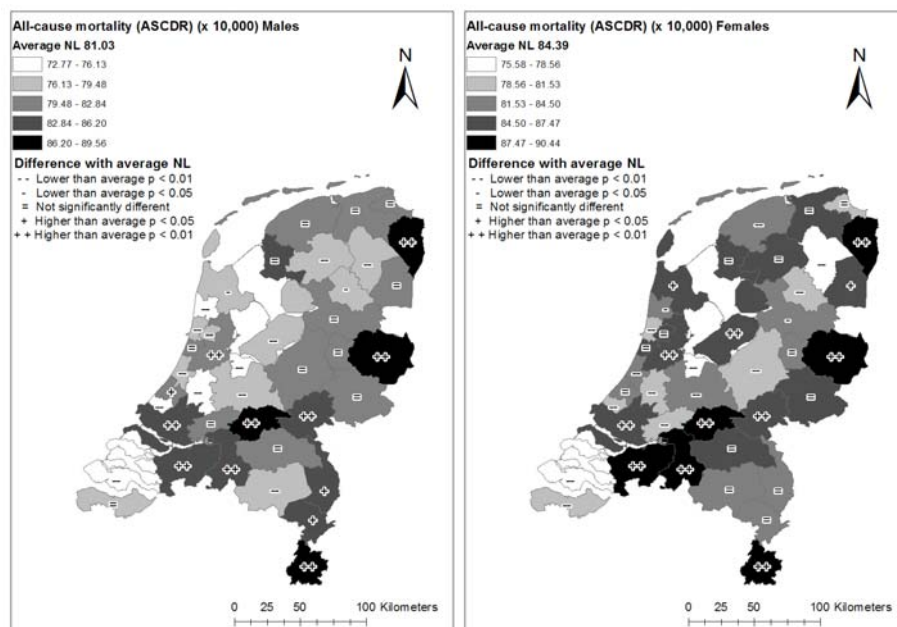 All-cause mortality (ASCDR) (x 10,000) Males
Average NL 81.03
72.77 - 76.13
76.13 - 79.48
79.48 - 82.84
82.84 - 86.20
86.20 - 89.56
Difference with average NL
- - Lower than average p < 0.01
- Lower than average p < 0.05
= Not significantly different
+ Higher than average p < 0.05
++ Higher than average p < 0.01
N
0 25 50 100 Kilometers
All-cause mortality (ASCDR) (x 10,000) Females
Average NL 84.39
75.58 - 78.56
78.56 - 81.53
81.53 - 84.50
84.50 - 87.47
87.47 - 90.44
Difference with average NL
- - Lower than average p < 0.01
- Lower than average p < 0.05
= Not significantly different
+ Higher than average p < 0.05
++ Higher than average p < 0.01
N
0 25 50 100 Kilometers